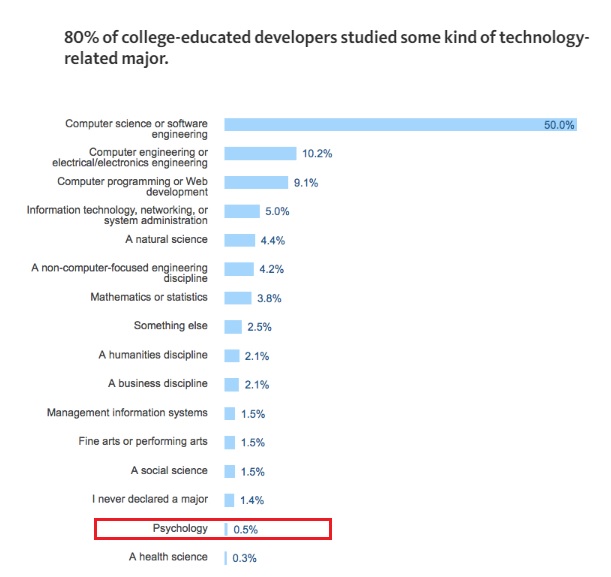 80% of college-educated developers studied some kind of technology-
related major.
Computer science or software
engineering
50.0%
Computer engineering or
electrical/electronics engineering
10.2%
Computer programming or Web
development
9.1%
Information technology, networking, or
system administration
5.0%
A natural science
4.4%
A non-computer-focused engineering
discipline
4.2%
Mathematics or statistics
3.8%
Something else
2.5%
A humanities discipline
2.1%
A business discipline
2.1%
Management information systems
1.5%
Fine arts or performing arts
1.5%
A social science
1.5%
I never declared a major
1.4%
Psychology
0.5%
A health science
0.3%